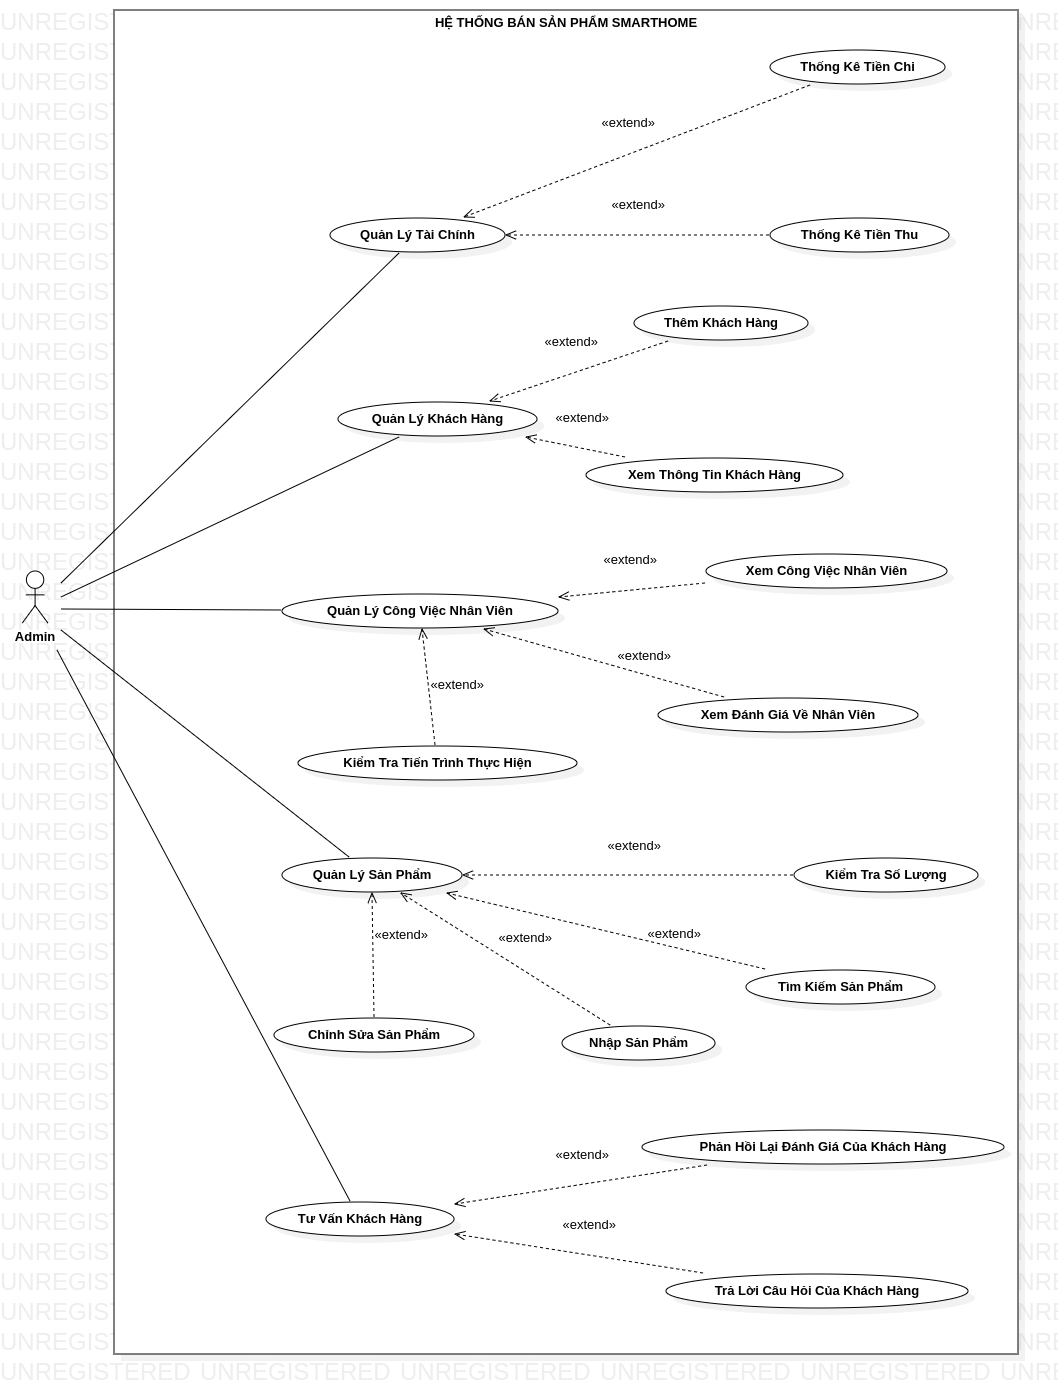 HỆ THỐNG BÁN SẢN PHẨM SMARTHOME
Thống Kê Tiền Chi
«extend»
«extend»
Quản Lý Tài Chính
Thống Kê Tiền Thu
Thêm Khách Hàng
«extend»
Quản Lý Khách Hàng
«extend»
Xem Thông Tin Khách Hàng
«extend»
Xem Công Việc Nhân Viên
Quản Lý Công Việc Nhân Viên
Admin
«extend»
«extend»
Xem Đánh Giá Về Nhân Viên
Kiểm Tra Tiến Trình Thực Hiện
«extend»
Quản Lý Sản Phẩm
Kiểm Tra Số Lượng
«extend»
«extend»
«extend»
Tìm Kiếm Sản Phẩm
Chỉnh Sửa Sản Phẩm
Nhập Sản Phẩm
Phản Hồi Lại Đánh Giá Của Khách Hàng
«extend»
Tư Vấn Khách Hàng
«extend»
Trả Lời Câu Hỏi Của Khách Hàng
UNREGISTERED UNREGISTERED UNREGISTERED UNREGISTERED UNREGISTERED